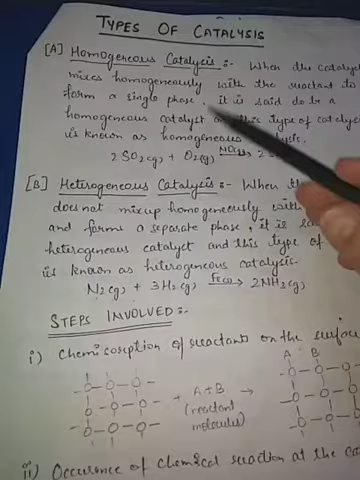 TYPES OF CATALYSIS
[A] Homogeneous Catalysis :- When the catalyst
mixes homogeneously with the reactant to
form a single phase, it is said to be a
homogeneous catalyst and this type of catalysis
is known as homogeneous catalysis.
2SO₂(g) + O₂(g) NO(g)→ 2
[B] Heterogeneous Catalysis :- When the
does not mixup homogeneously with
and forms a separate phase, it is
heterogeneous catalyst and this type of
is known as heterogeneous catalysis.
N₂(g) + 3H₂(g) Fe(s)→ 2NH₃(g)
STEPS INVOLVED :-
i) Chemisorption of reactants on the surface
A B
-O-O-O- + A+B → -O-O-O
-O-O-O- (reactant -O-O-O
-O-O-O- molecules) -O-O-O
ii) Occurence of chemical reaction at the